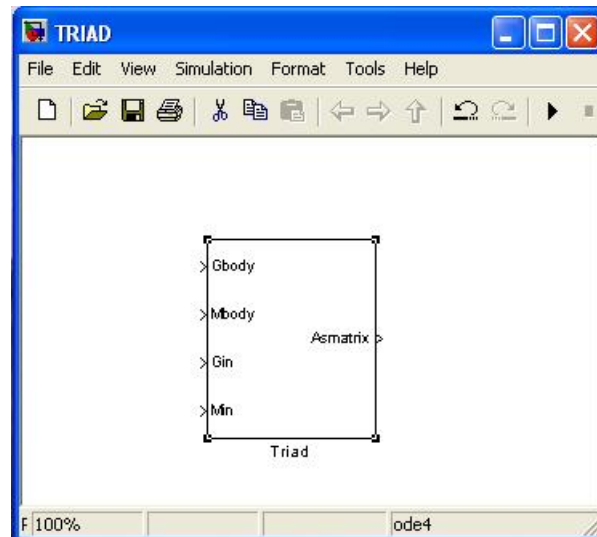 TRIAD
File Edit View Simulation Format Tools Help
Gbody
Mbody
Asmatrix
Gin
Min
Triad
F 100% ode4